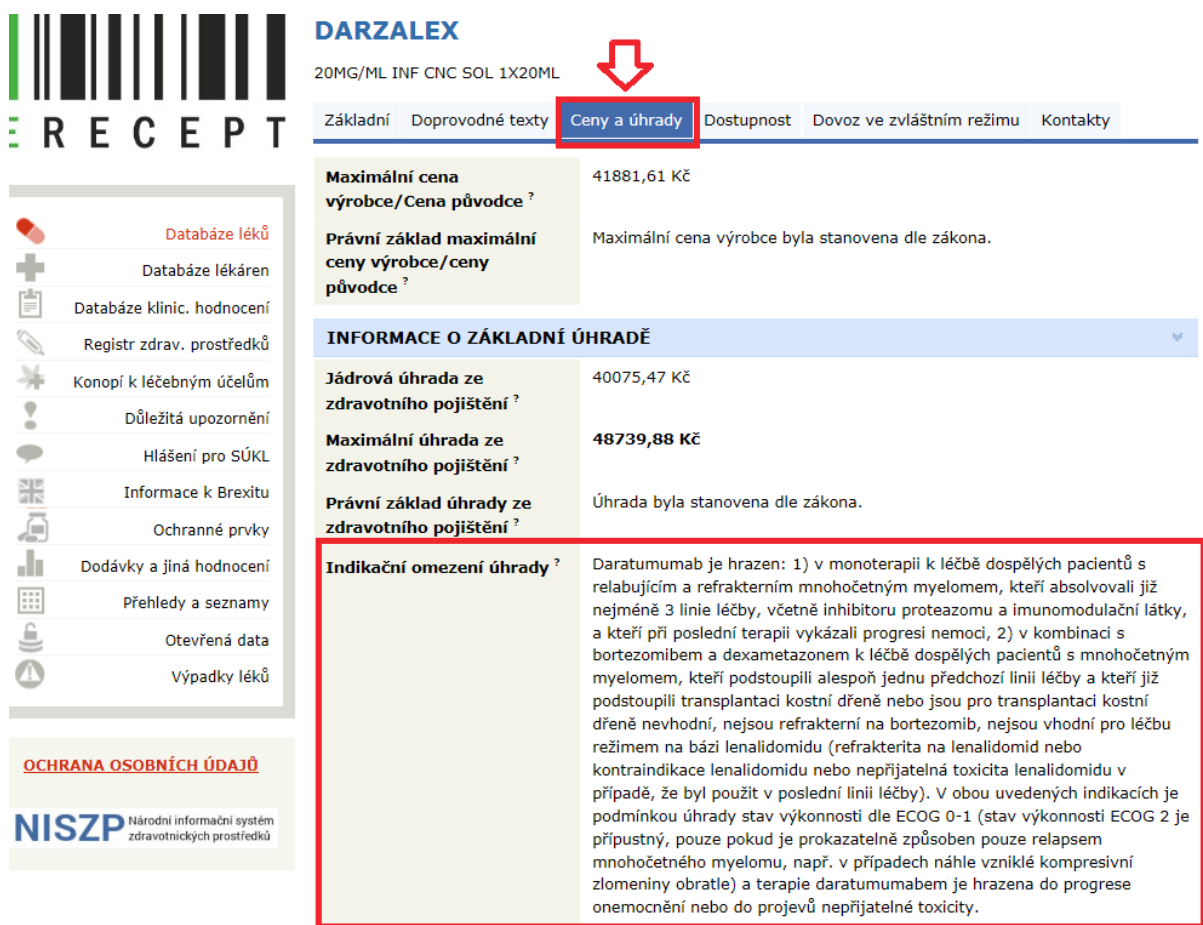 E RECEPT
Databáze léků
Databáze lékáren
Databáze klinic. hodnocení
Registr zdrav. prostředků
Konopí k léčebným účelům
Důležitá upozornění
Hlášení pro SÚKL
Informace k Brexitu
Ochranné prvky
Dodávky a jiná hodnocení
Přehledy a seznamy
Otevřená data
Výpadky léků
OCHRANA OSOBNÍCH ÚDAJŮ
NISZP Národní informační systém
zdravotnických prostředků
DARZALEX
20MG/ML INF CNC SOL 1X20ML
Základní Doprovodné texty Ceny a úhrady Dostupnost Dovoz ve zvláštním režimu Kontakty
Maximální cena
výrobce/Cena původce ?
41881,61 Kč
Právní základ maximální
ceny výrobce/ceny
původce ?
Maximální cena výrobce byla stanovena dle zákona.
INFORMACE O ZÁKLADNÍ ÚHRADĚ
Jádrová úhrada ze
zdravotního pojištění ?
40075,47 Kč
Maximální úhrada ze
zdravotního pojištění ?
48739,88 Kč
Právní základ úhrady ze
zdravotního pojištění ?
Úhrada byla stanovena dle zákona.
Indikační omezení úhrady ?
Daratumumab je hrazen: 1) v monoterapii k léčbě dospělých pacientů s
relabujícím a refrakterním mnohočetným myelomem, kteří absolvovali již
nejméně 3 linie léčby, včetně inhibitoru proteazomu a imunomodulační látky,
a kteří při poslední terapii vykázali progresi nemoci, 2) v kombinaci s
bortezomibem a dexametazonem k léčbě dospělých pacientů s mnohočetným
myelomem, kteří podstoupili alespoň jednu předchozí linii léčby a kteří již
podstoupili transplantaci kostní dřeně nebo jsou pro transplantaci kostní
dřeně nevhodní, nejsou refrakterní na bortezomib, nejsou vhodní pro léčbu
režimem na bázi lenalidomidu (refrakterita na lenalidomid nebo
kontraindikace lenalidomidu nebo nepřijatelná toxicita lenalidomidu v
případě, že byl použit v poslední linii léčby). V obou uvedených indikacích je
podmínkou úhrady stav výkonnosti dle ECOG 0-1 (stav výkonnosti ECOG 2 je
přípustný, pouze pokud je prokazatelně způsoben pouze relapsem
mnohočetného myelomu, např. v případech náhle vzniklé kompresivní
zlomeniny obratle) a terapie daratumumabem je hrazena do progrese
onemocnění nebo do projevů nepřijatelné toxicity.